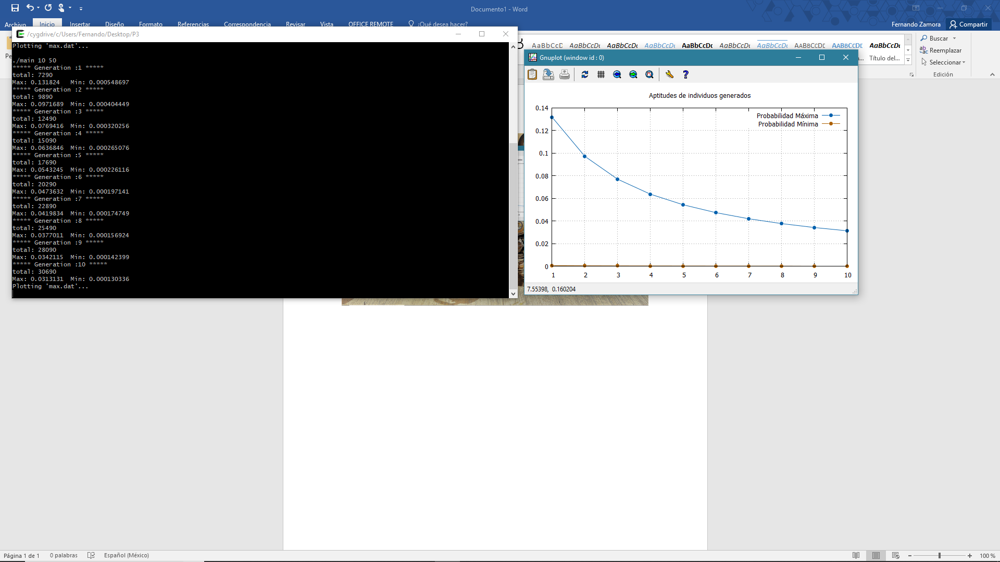 Documento1 - Word
Archivo
Inicio
Insertar
Diseño
Formato
Referencias
Correspondencia
Revisar
Vista
OFFICE REMOTE
¿Qué desea hacer?
Fernando Zamora
Compartir
/cygdrive/c/Users/Fernando/Desktop/P3
Plotting 'max.dat'...
./main 10 50
***** Generation :1 *****
total: 7290
Max: 0.131824 Min: 0.000548697
***** Generation :2 *****
total: 9890
Max: 0.0971689 Min: 0.000404449
***** Generation :3 *****
total: 12490
Max: 0.0769416 Min: 0.000320256
***** Generation :4 *****
total: 15090
Max: 0.0636846 Min: 0.000265076
***** Generation :5 *****
total: 17690
Max: 0.0543245 Min: 0.000226116
***** Generation :6 *****
total: 20290
Max: 0.0473632 Min: 0.000197141
***** Generation :7 *****
total: 22890
Max: 0.0419834 Min: 0.000174749
***** Generation :8 *****
total: 25490
Max: 0.0377011 Min: 0.000156924
***** Generation :9 *****
total: 28090
Max: 0.0342115 Min: 0.000142399
***** Generation :10 *****
total: 30690
Max: 0.0313131 Min: 0.000130336
Plotting 'max.dat'...
AaBbCcD AaBbCcDc AaBbCcDc AaBbCcDc AaBbCcDc AaBbCcDc AaBbCcDc AABBCCDD AABBCCDD AaBbCcDc
Título del...
Buscar
Reemplazar
Seleccionar
Edición
Gnuplot (window id : 0)
Aptitudes de individuos generados
Probabilidad Máxima
Probabilidad Mínima
0.14
0.12
0.1
0.08
0.06
0.04
0.02
0
1 2 3 4 5 6 7 8 9 10
7.55398, 0.160204
Página 1 de 1
0 palabras
Español (México)
100 %